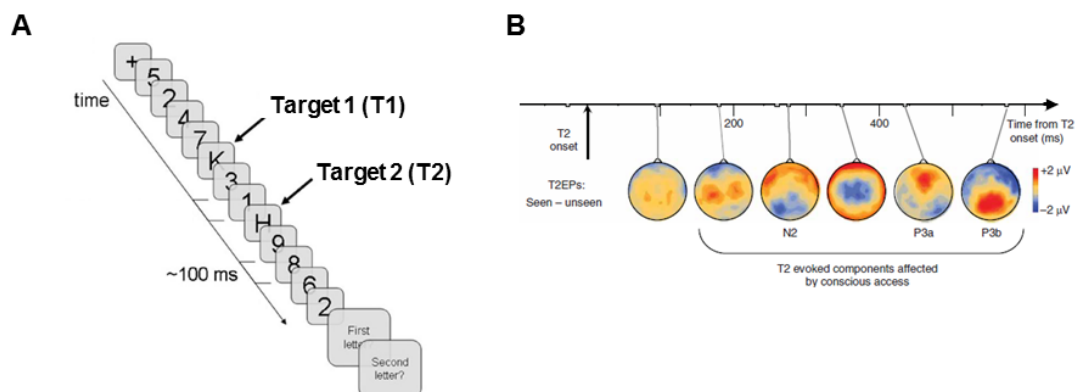 A
+
5
2
4
7
K
3
1
H
9
8
6
2
First
letter?
Second
letter?
time
~100 ms
Target 1 (T1)
Target 2 (T2)
B
200
400
Time from T2
onset (ms)
T2
onset
T2EPs:
Seen – unseen
+2 μV
–2 μV
N2
P3a
P3b
T2 evoked components affected
by conscious access